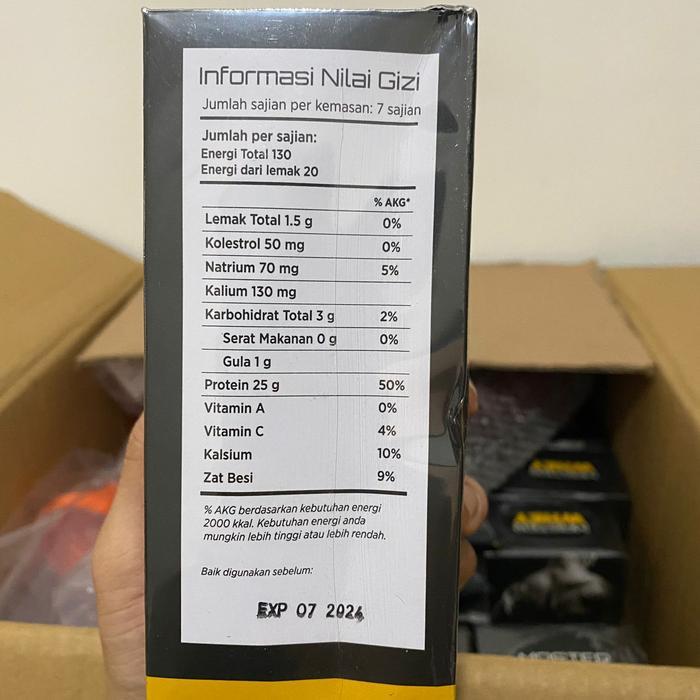 Informasi Nilai Gizi
Jumlah sajian per kemasan: 7 sajian
Jumlah per sajian:
Energi Total 130
Energi dari lemak 20
% AKG*
Lemak Total 1.5 g 0%
Kolestrol 50 mg 0%
Natrium 70 mg 5%
Kalium 130 mg
Karbohidrat Total 3 g 2%
Serat Makanan 0 g 0%
Gula 1 g
Protein 25 g 50%
Vitamin A 0%
Vitamin C 4%
Kalsium 10%
Zat Besi 9%
% AKG berdasarkan kebutuhan energi
2000 kkal. Kebutuhan energi anda
mungkin lebih tinggi atau lebih rendah.
Baik digunakan sebelum:
EXP 07 2024